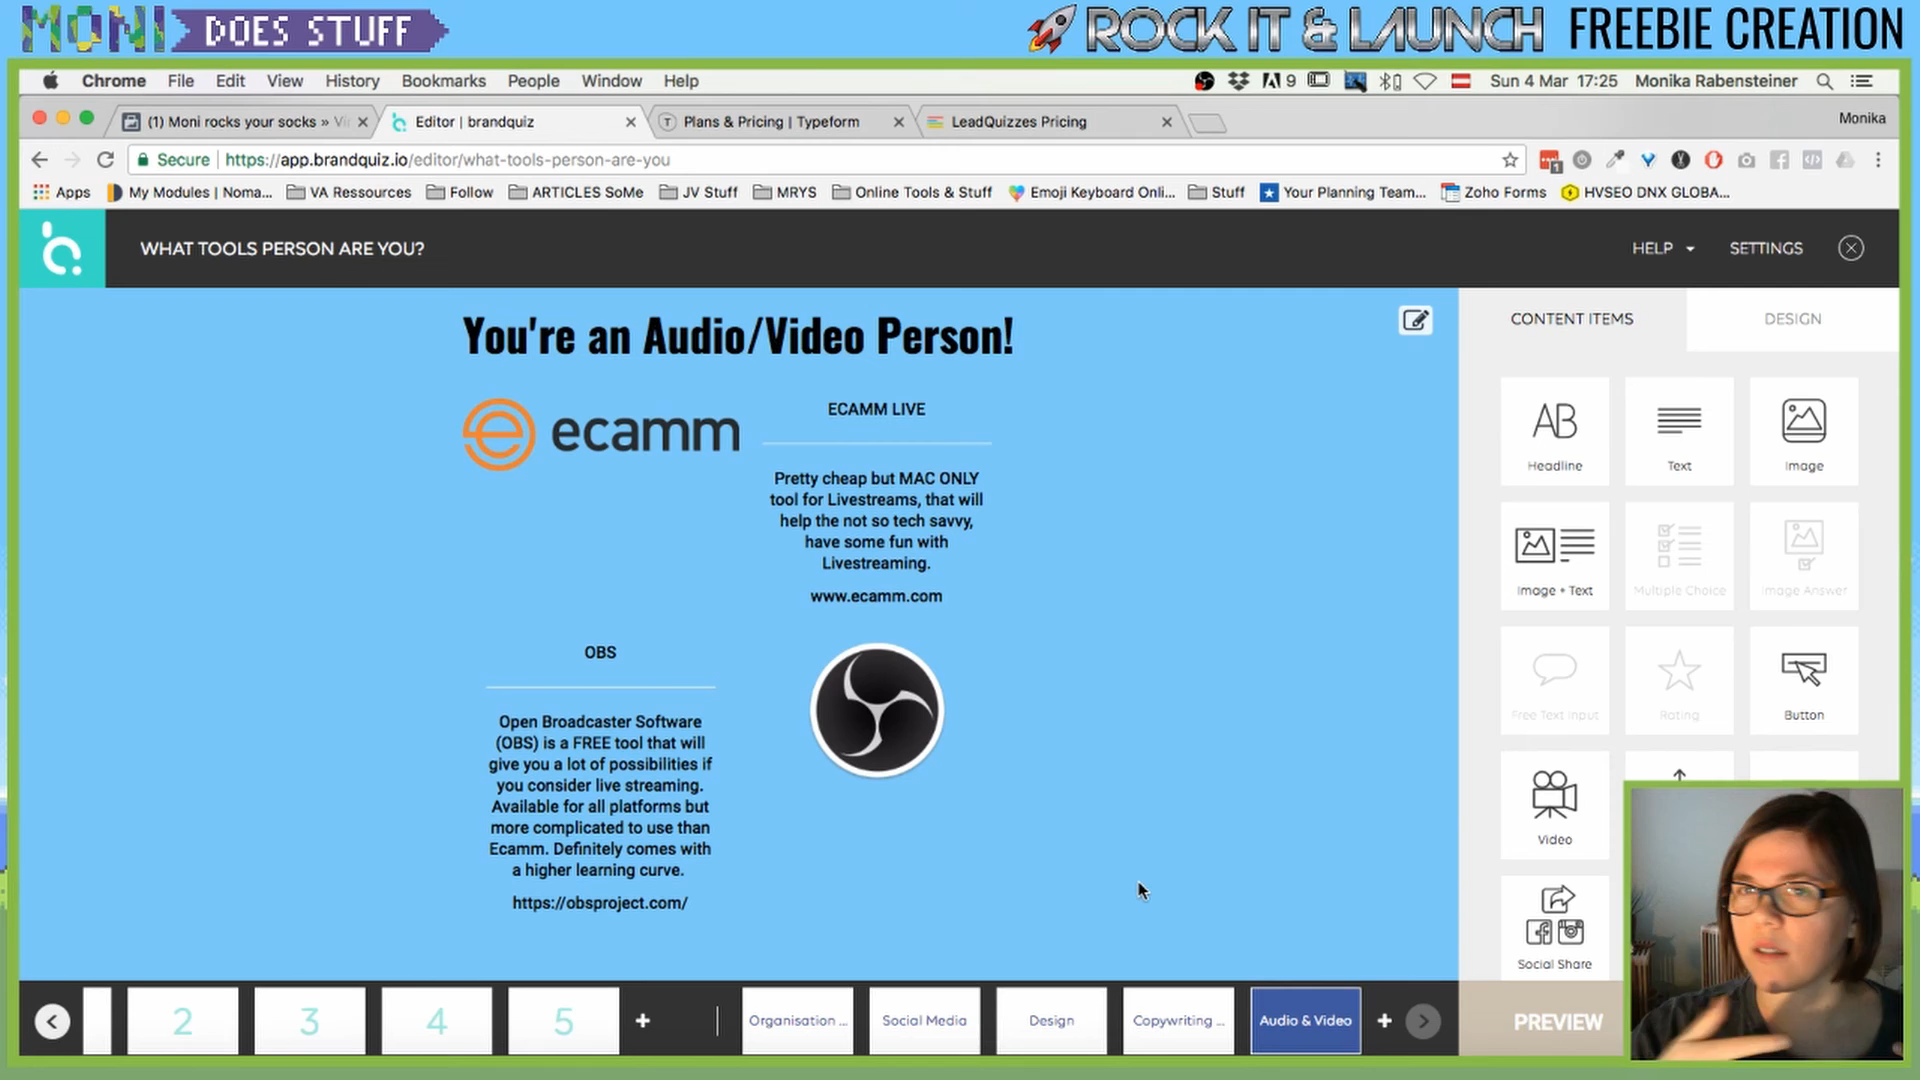 MONI DOES STUFF
ROCK IT & LAUNCH FREEBIE CREATION
Chrome File Edit View History Bookmarks People Window Help
9 Sun 4 Mar 17:25 Monika Rabensteiner
(1) Moni rocks your socks » Vi
Editor | brandquiz
Plans & Pricing | Typeform
LeadQuizzes Pricing
Monika
Secure https://app.brandquiz.io/editor/what-tools-person-are-you
1
Apps My Modules | Noma... VA Ressources Follow ARTICLES SoMe JV Stuff MRYS Online Tools & Stuff Emoji Keyboard Onli... Stuff Your Planning Team... Zoho Forms HVSEO DNX GLOBA...
WHAT TOOLS PERSON ARE YOU?
HELP SETTINGS
You're an Audio/Video Person!
ecamm
ECAMM LIVE
Pretty cheap but MAC ONLY
tool for Livestreams, that will
help the not so tech savvy,
have some fun with
Livestreaming.
www.ecamm.com
OBS
Open Broadcaster Software
(OBS) is a FREE tool that will
give you a lot of possibilities if
you consider live streaming.
Available for all platforms but
more complicated to use than
Ecamm. Definitely comes with
a higher learning curve.
https://obsproject.com/
CONTENT ITEMS DESIGN
AB
Headline Text Image
Image + Text Multiple Choice Image Answer
Free Text Input Rating Button
Video
Social Share
2 3 4 5 + Organisation ... Social Media Design Copywriting ... Audio & Video +
PREVIEW